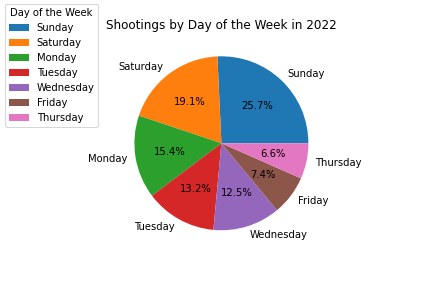 Shootings by Day of the Week in 2022
Day of the Week
Sunday
Saturday
Monday
Tuesday
Wednesday
Friday
Thursday
Sunday
25.7%
Saturday
19.1%
Monday
15.4%
Tuesday
13.2%
Wednesday
12.5%
Friday
7.4%
Thursday
6.6%